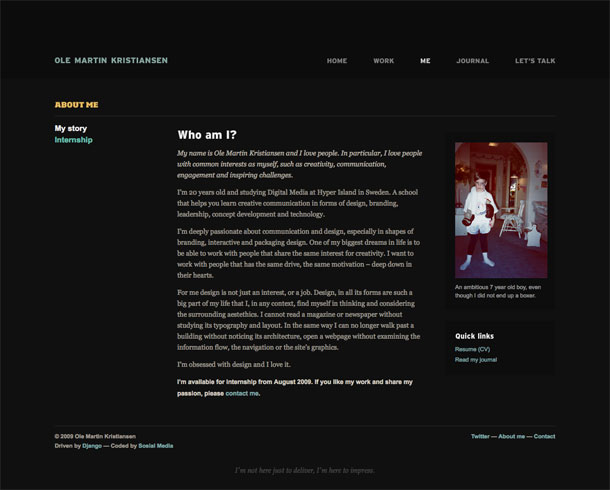 OLE MARTIN KRISTIANSEN
HOME WORK ME JOURNAL LET'S TALK
ABOUT ME
My story
Internship
Who am I?
My name is Ole Martin Kristiansen and I love people. In particular, I love people
with common interests as myself, such as creativity, communication,
engagement and inspiring challenges.
I'm 20 years old and studying Digital Media at Hyper Island in Sweden. A school
that helps you learn creative communication in forms of design, branding,
leadership, concept development and technology.
I'm deeply passionate about communication and design, especially in shapes of
branding, interactive and packaging design. One of my biggest dreams in life is to
be able to work with people that share the same interest for creativity. I want to
work with people that has the same drive, the same motivation – deep down in
their hearts.
For me design is not just an interest, or a job. Design, in all its forms are such a
big part of my life that I, in any context, find myself in thinking and considering
the surrounding aestethics. I cannot read a magazine or newspaper without
studying its typography and layout. In the same way I can no longer walk past a
building without noticing its architecture, open a webpage without examining the
information flow, the navigation or the site's graphics.
I'm obsessed with design and I love it.
I'm available for internship from August 2009. If you like my work and share my
passion, please contact me.
An ambitious 7 year old boy, even
though I did not end up a boxer.
Quick links
Resume (CV)
Read my journal
© 2009 Ole Martin Kristiansen
Driven by Django — Coded by Sosial Media
Twitter — About me — Contact
I'm not here just to deliver, I'm here to impress.